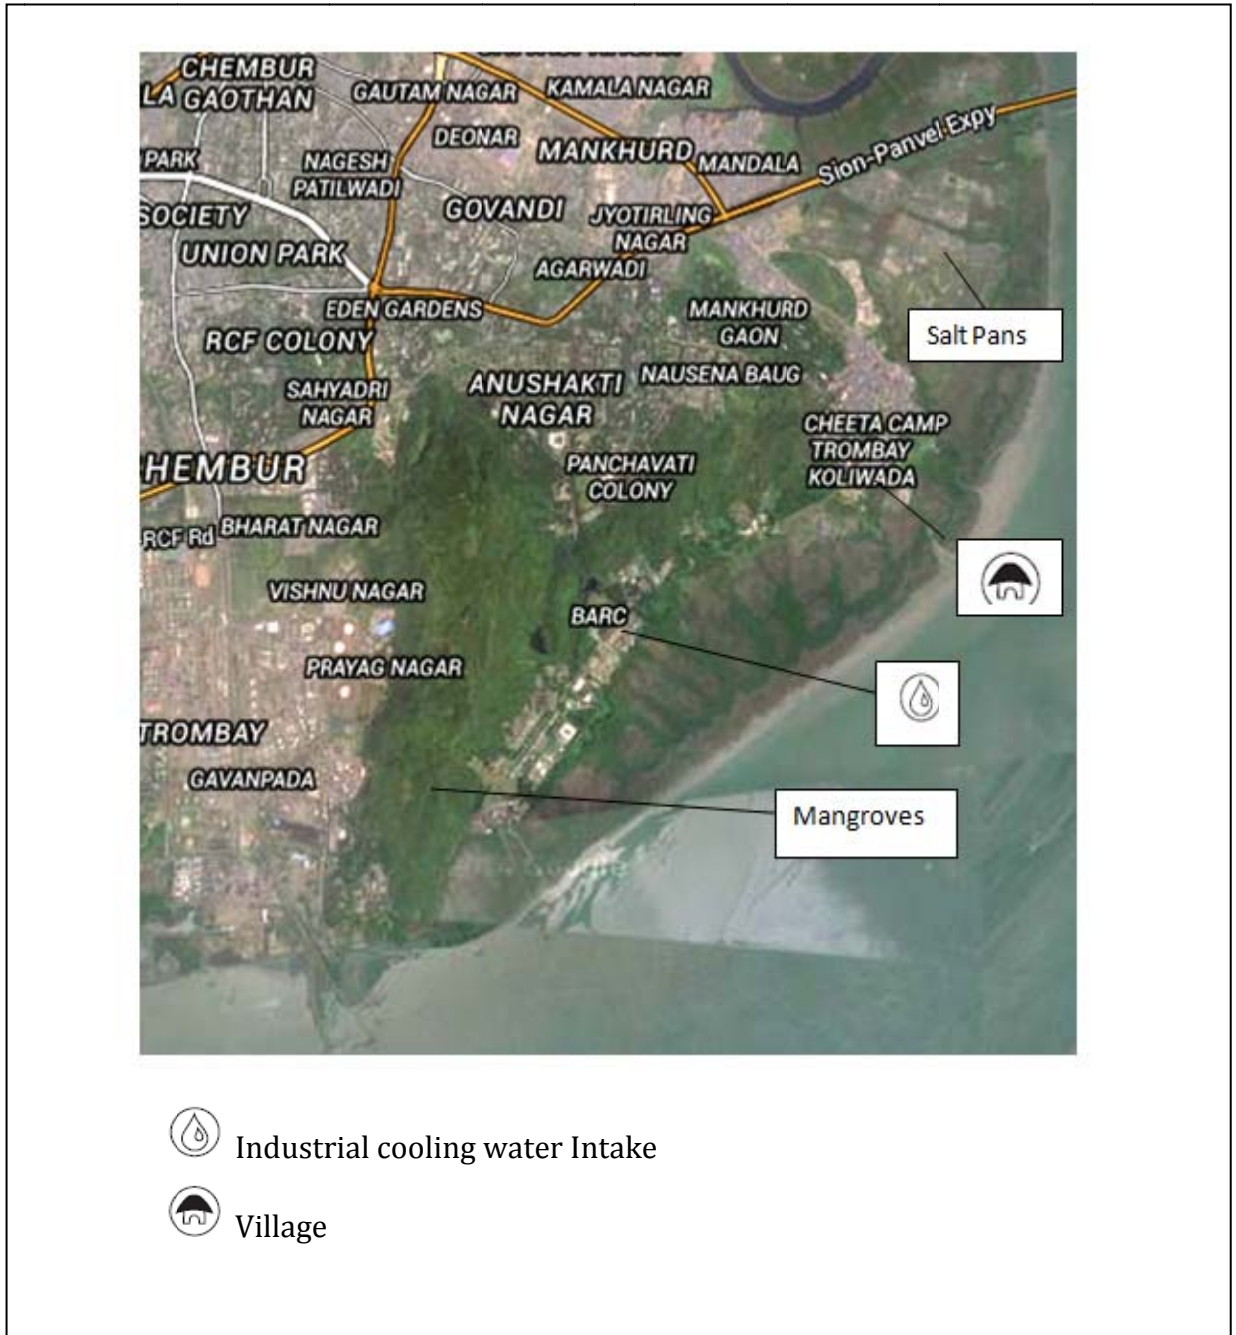 CHEMBUR
LA GAOTHAN
GAUTAM NAGAR
KAMALA NAGAR
DEONAR
MANKHURD
MANDALA
Sion-Panvel Expy
PARK
NAGESH
PATILWADI
SOCIETY
GOVANDI
JYOTIRLING
NAGAR
UNION PARK
AGARWADI
EDEN GARDENS
MANKHURD
GAON
Salt Pans
RCF COLONY
SAHYADRI
NAGAR
ANUSHAKTI
NAGAR
NAUSENA BAUG
CHEETA CAMP
TROMBAY
KOLIWADA
HEMBUR
PANCHAVATI
COLONY
RCF Rd
BHARAT NAGAR
VISHNU NAGAR
BARC
PRAYAG NAGAR
TROMBAY
GAVANPADA
Mangroves
Industrial cooling water Intake
Village